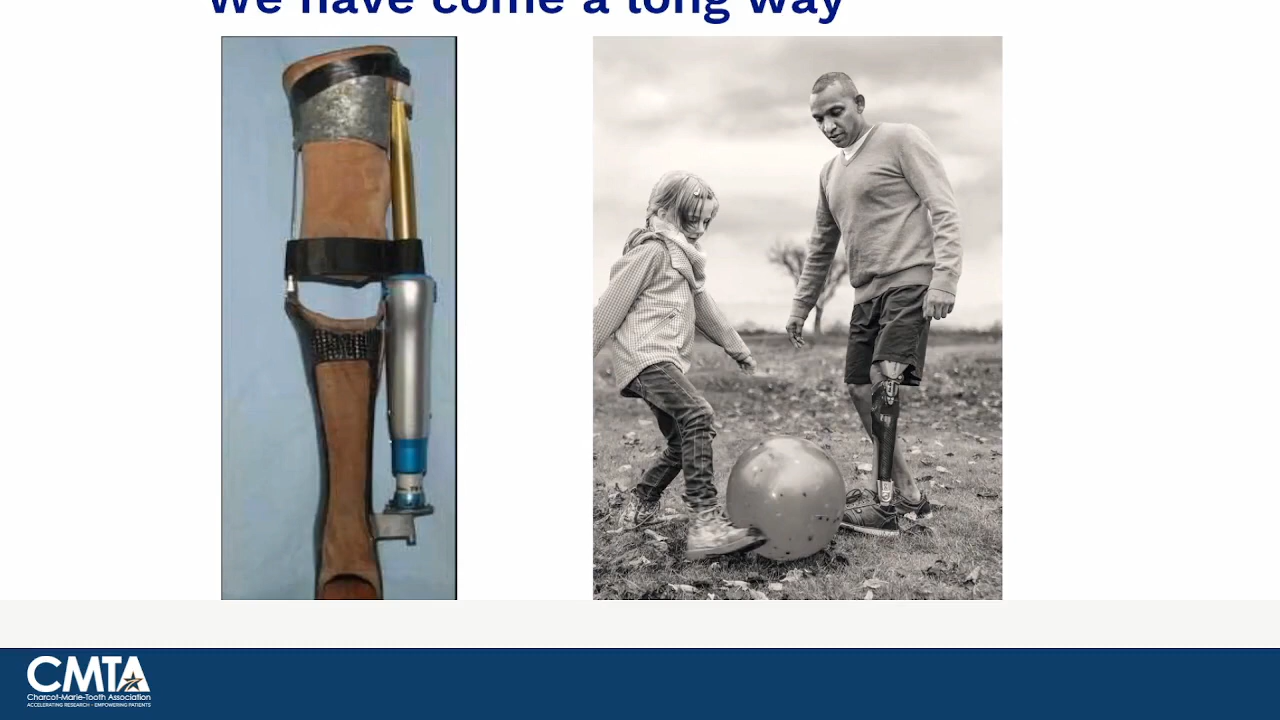 We have come a long way
CMTA
Charcot-Marie-Tooth Association
ACCELERATING RESEARCH - EMPOWERING PATIENTS